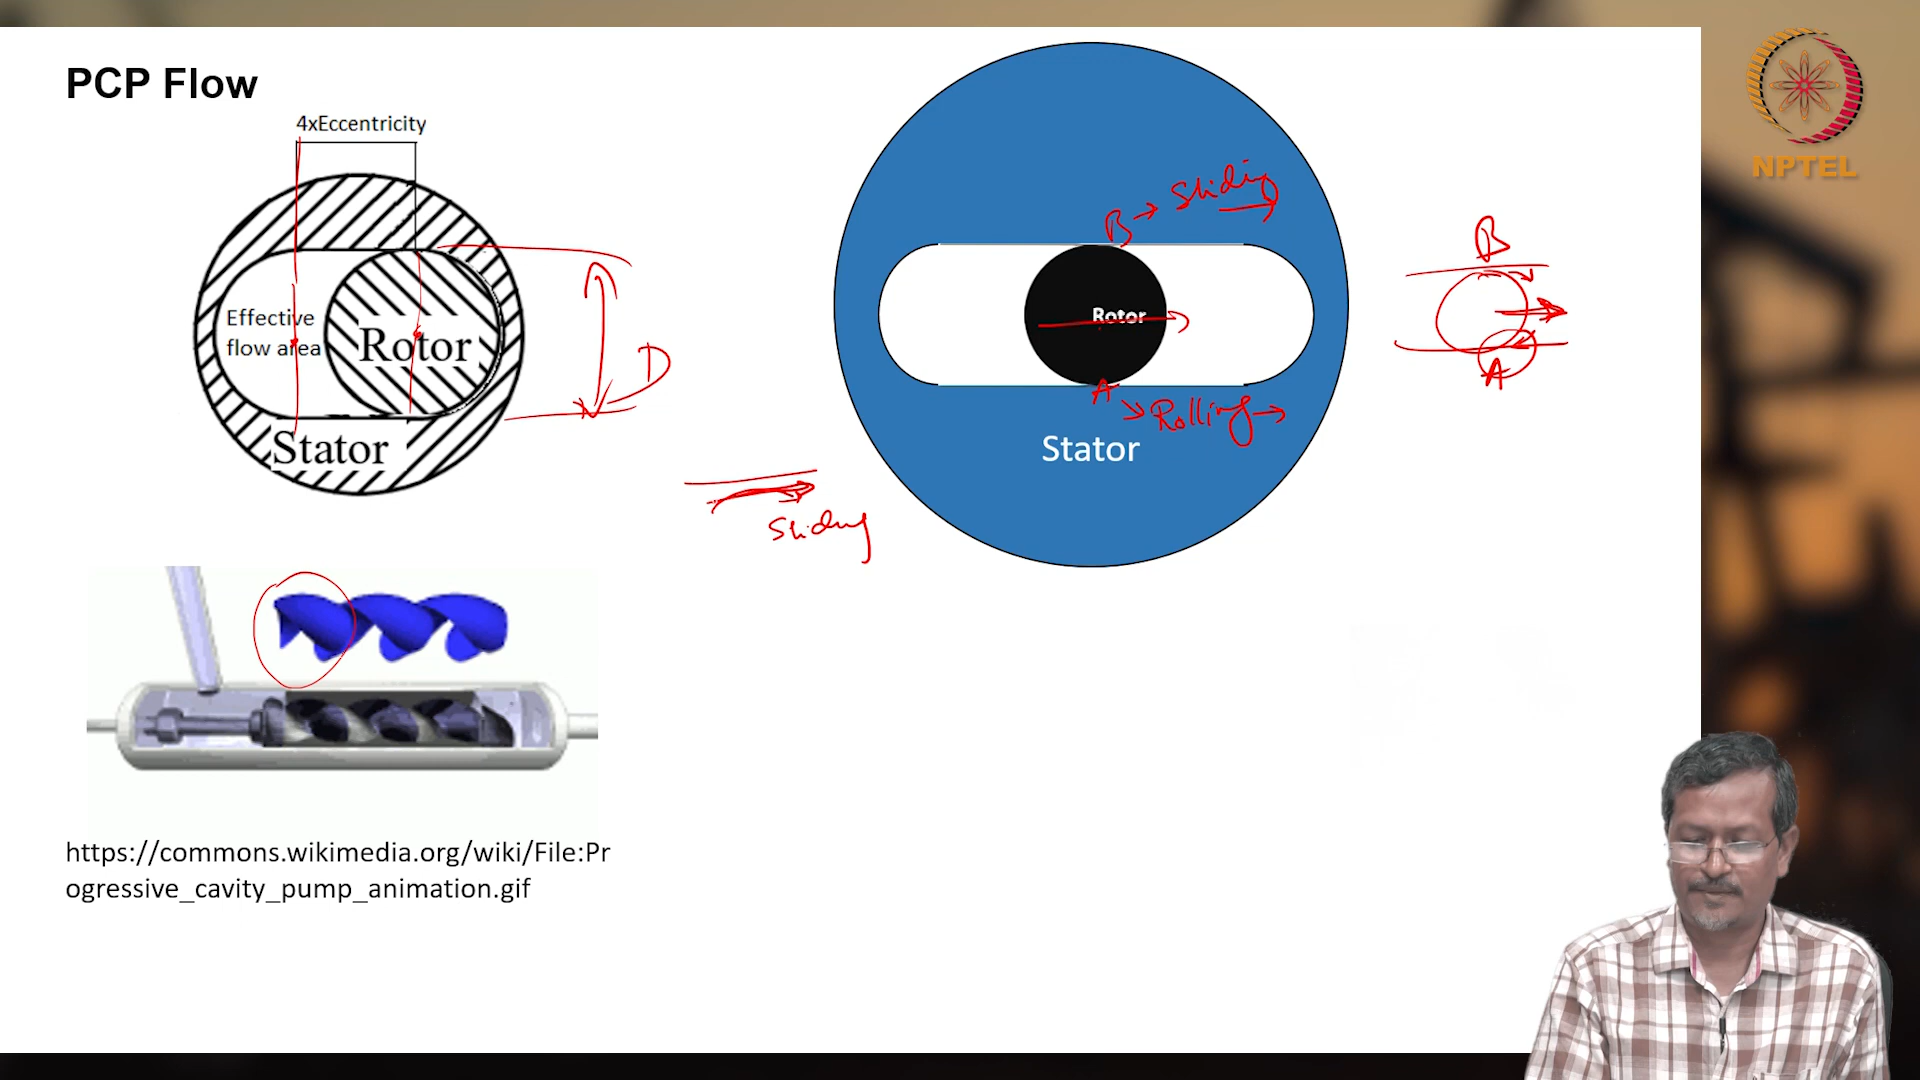 PCP Flow
4xEccentricity
Effective
flow area
Rotor
Stator
D
B → Sliding
Rotor
A
→ Rolling →
Stator
Sliding
B
A
https://commons.wikimedia.org/wiki/File:Pr
ogressive_cavity_pump_animation.gif
NPTEL